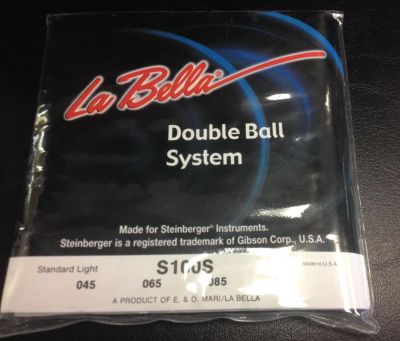 La Bella®
Double Ball
System
Made for Steinberger® Instruments.
Steinberger is a registered trademark of Gibson Corp., U.S.A.
Standard Light S100S Made in U.S.A.
045 065 085
A PRODUCT OF E. & O. MARI/LA BELLA